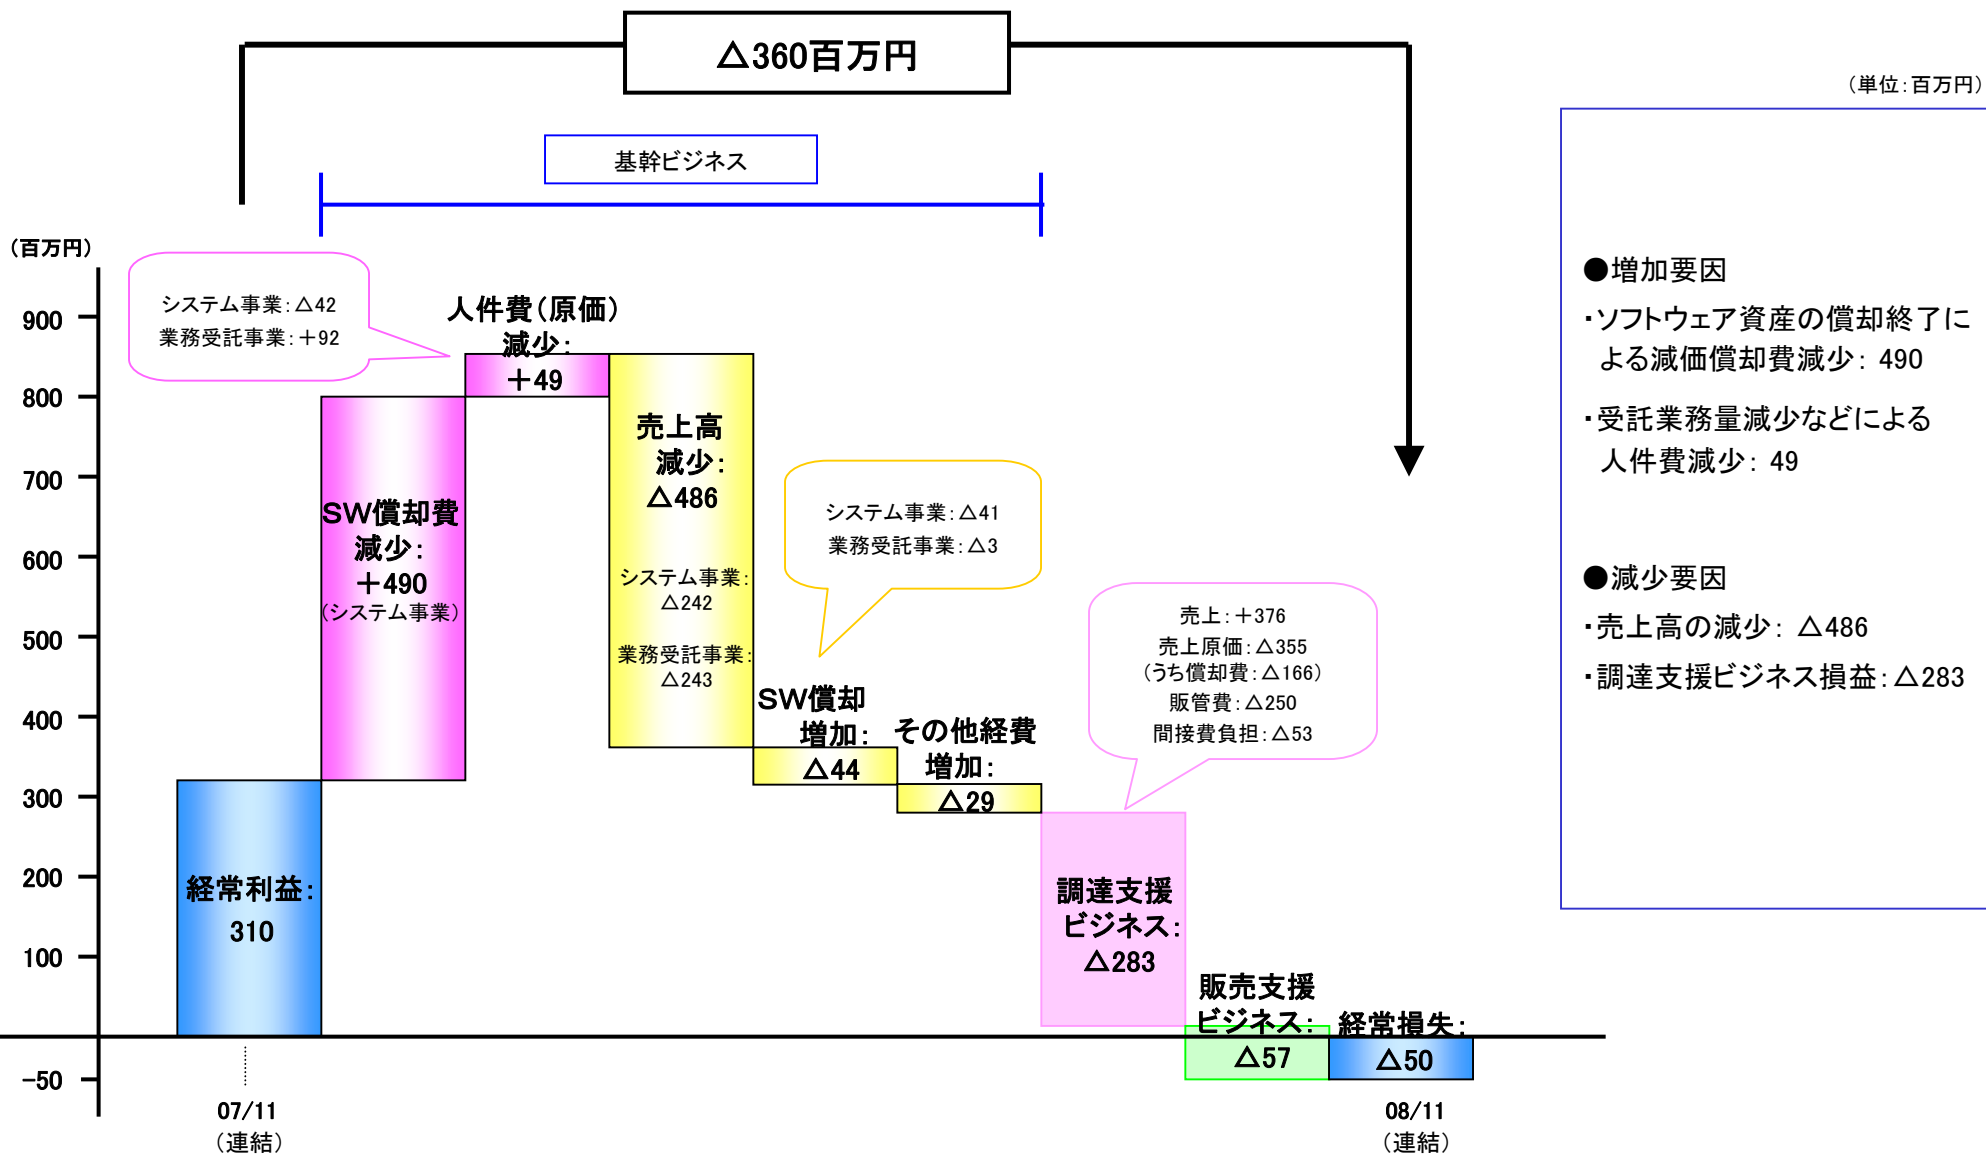 △360百万円
（単位：百万円）
基幹ビジネス
（百万円）
900
800
700
600
500
400
300
200
100
-50
システム事業：△42
業務受託事業：＋92
人件費（原価）
減少：
＋49
SW償却費
減少：
＋490
（システム事業）
売上高
減少：
△486
システム事業：
△242
業務受託事業：
△243
システム事業：△41
業務受託事業：△3
SW償却
増加：
△44
その他経費
増加：
△29
売上：＋376
売上原価：△355
（うち償却費：△166）
販管費：△250
間接費負担：△53
経常利益：
310
調達支援
ビジネス：
△283
販売支援
ビジネス：
△57
経常損失：
△50
07/11
（連結）
08/11
（連結）
●増加要因
・ソフトウェア資産の償却終了に
よる減価償却費減少： 490
・受託業務量減少などによる
人件費減少： 49
●減少要因
・売上高の減少： △486
・調達支援ビジネス損益：△283